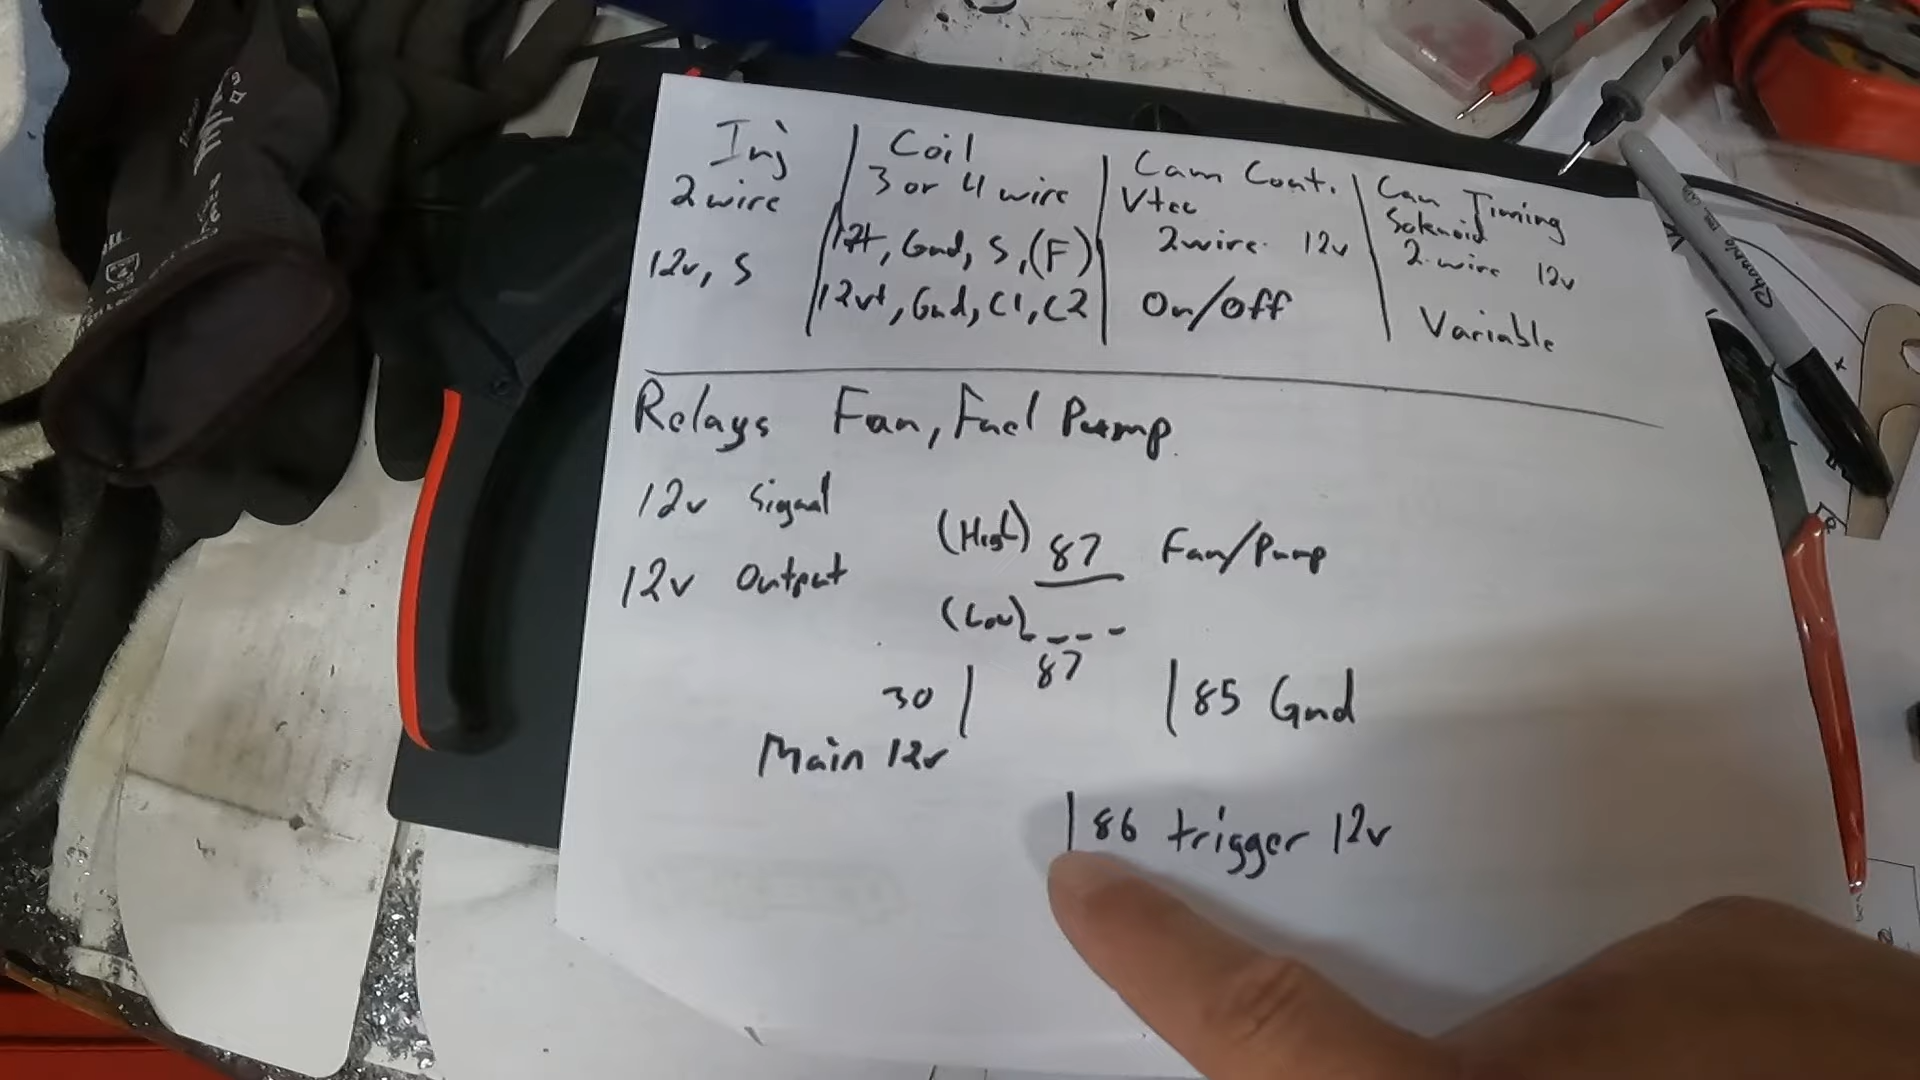 Inj
2 wire
12v, S
Coil
3 or 4 wire
12+, Gnd, S, (F)
12v+, Gnd, C1, C2
Cam Cont.
Vtec
2 wire 12v
On/Off
Cam Timing
Solenoid
2 wire 12v
Variable
Relays Fan, Fuel Pump
12v Signal
12v Output
(High) 87 Fan/Pump
(Low)
87
30
Main 12v
85 Gnd
86 trigger 12v